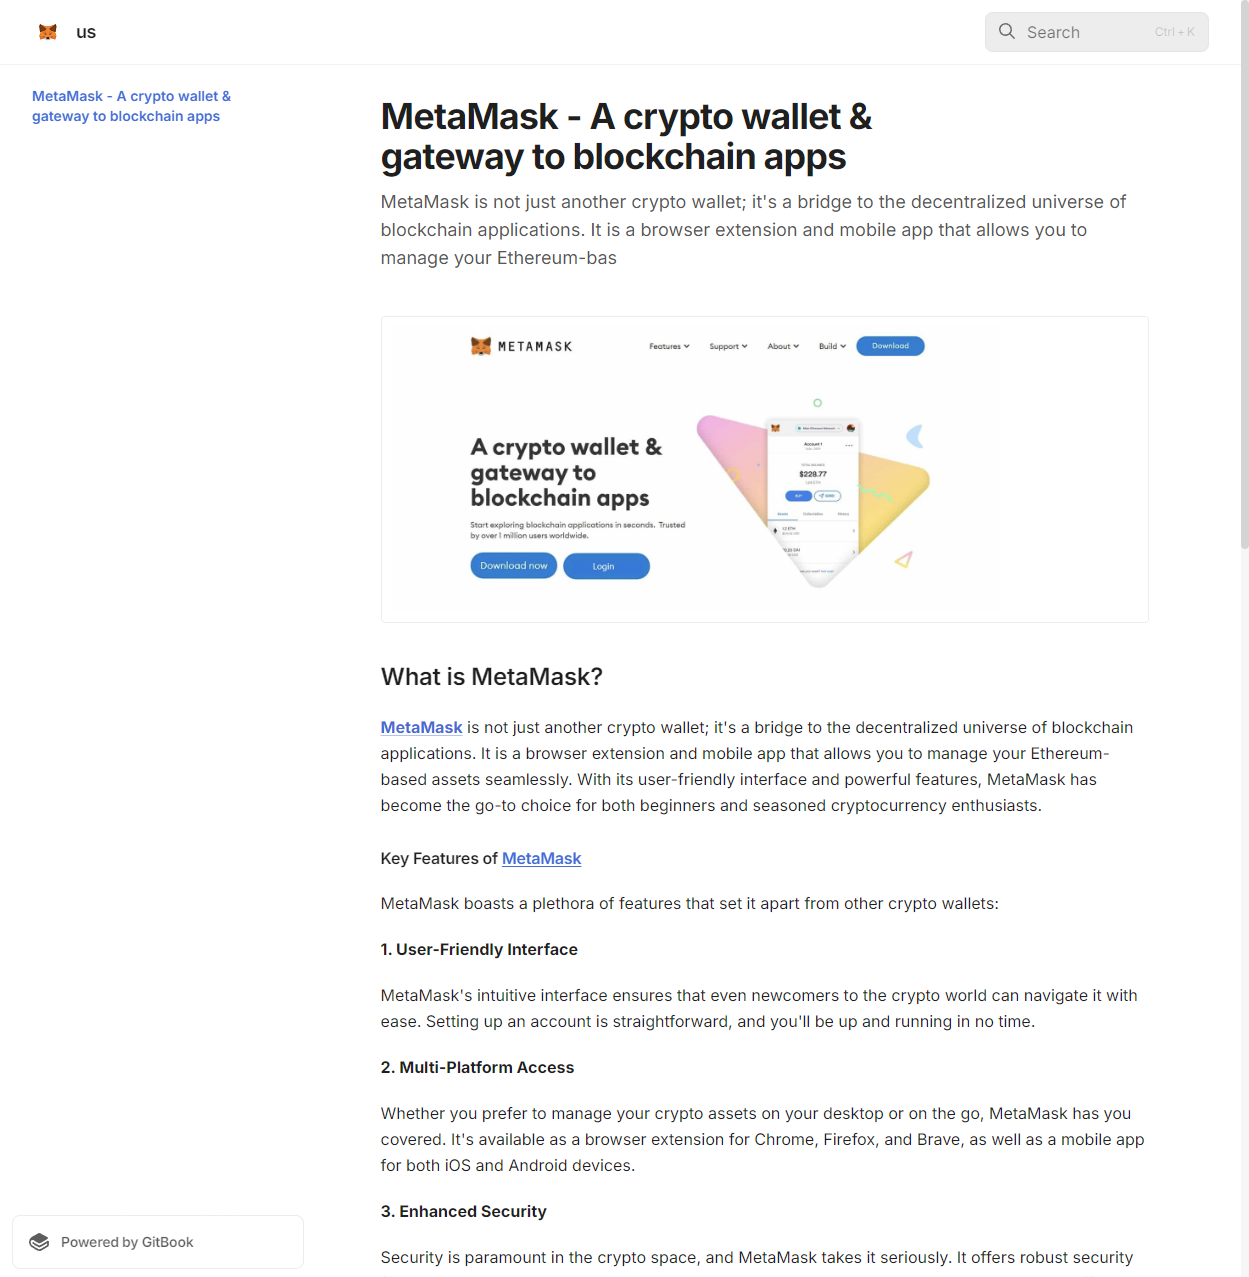 us
Search
Ctrl + K
MetaMask - A crypto wallet &
gateway to blockchain apps
MetaMask - A crypto wallet &
gateway to blockchain apps
MetaMask is not just another crypto wallet; it's a bridge to the decentralized universe of
blockchain applications. It is a browser extension and mobile app that allows you to
manage your Ethereum-bas
METAMASK
Features
Support
About
Build
Download
A crypto wallet &
gateway to
blockchain apps
Start exploring blockchain applications in seconds. Trusted
by over 1 million users worldwide.
Download now
Login
Account 1
TOTAL BALANCE
$228.77
BUY
SEND
What is MetaMask?
MetaMask is not just another crypto wallet; it's a bridge to the decentralized universe of blockchain
applications. It is a browser extension and mobile app that allows you to manage your Ethereum-
based assets seamlessly. With its user-friendly interface and powerful features, MetaMask has
become the go-to choice for both beginners and seasoned cryptocurrency enthusiasts.
Key Features of MetaMask
MetaMask boasts a plethora of features that set it apart from other crypto wallets:
1. User-Friendly Interface
MetaMask's intuitive interface ensures that even newcomers to the crypto world can navigate it with
ease. Setting up an account is straightforward, and you'll be up and running in no time.
2. Multi-Platform Access
Whether you prefer to manage your crypto assets on your desktop or on the go, MetaMask has you
covered. It's available as a browser extension for Chrome, Firefox, and Brave, as well as a mobile app
for both iOS and Android devices.
3. Enhanced Security
Security is paramount in the crypto space, and MetaMask takes it seriously. It offers robust security
Powered by GitBook